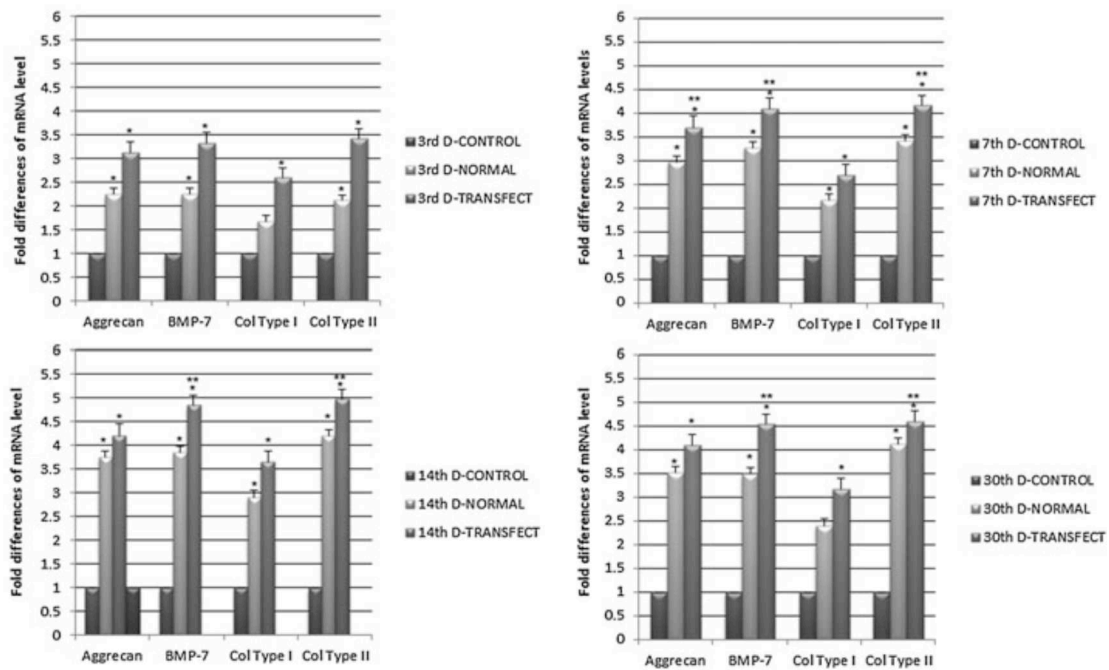 Fold differences of mRNA level
6
5.5
5
4.5
4
3.5
3
2.5
2
1.5
1
0.5
0
* * * * * * *
Aggrecan BMP-7 Col Type I Col Type II
3rd D-CONTROL
3rd D-NORMAL
3rd D-TRANSFECT
Fold differences of mRNA levels
6
5.5
5
4.5
4
3.5
3
2.5
2
1.5
1
0.5
0
* ** * * ** * * * * ** *
Aggrecan BMP-7 Col Type I Col Type II
7th D-CONTROL
7th D-NORMAL
7th D-TRANSFECT
Fold differences of mRNA level
6
5.5
5
4.5
4
3.5
3
2.5
2
1.5
1
0.5
0
* * * ** * * * * ** *
Aggrecan BMP-7 Col Type I Col Type II
14th D-CONTROL
14th D-NORMAL
14th D-TRANSFECT
Fold differences of mRNA level
6
5.5
5
4.5
4
3.5
3
2.5
2
1.5
1
0.5
0
* * * ** * * * ** *
Aggrecan BMP-7 Col Type I Col Type II
30th D-CONTROL
30th D-NORMAL
30th D-TRANSFECT